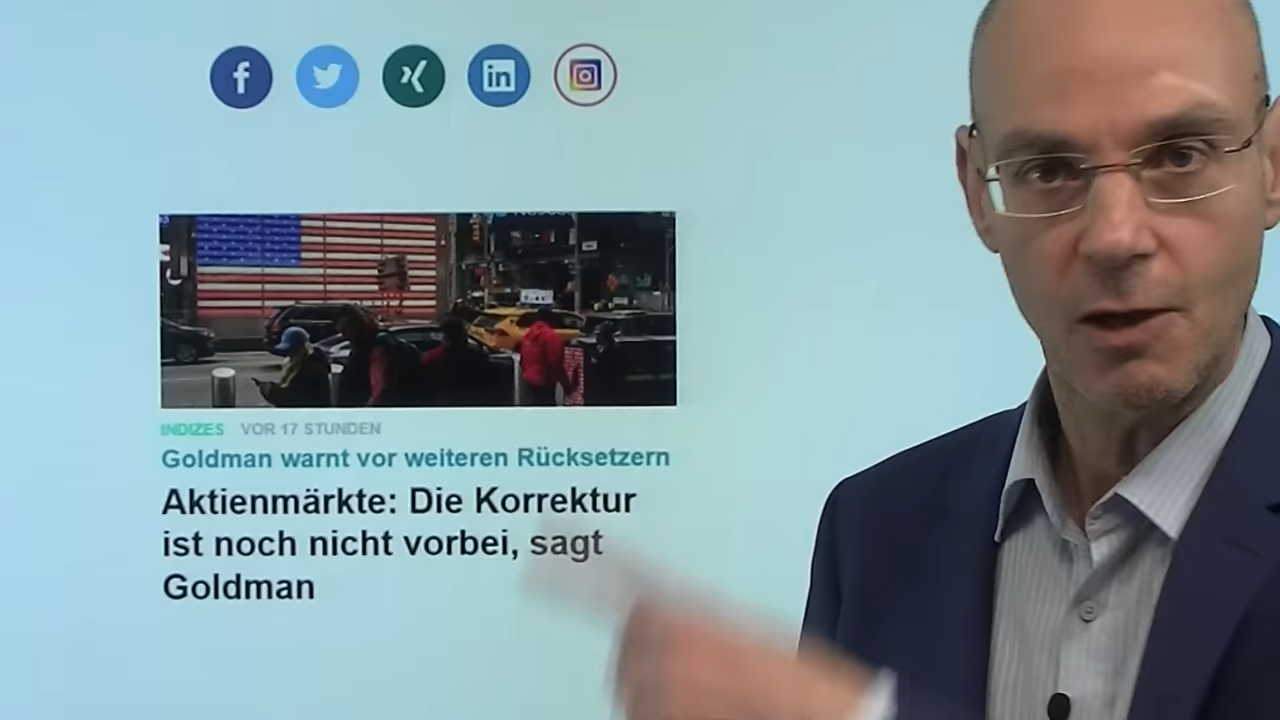 INDIZES VOR 17 STUNDEN
Goldman warnt vor weiteren Rücksetzern
Aktienmärkte: Die Korrektur
ist noch nicht vorbei, sagt
Goldman